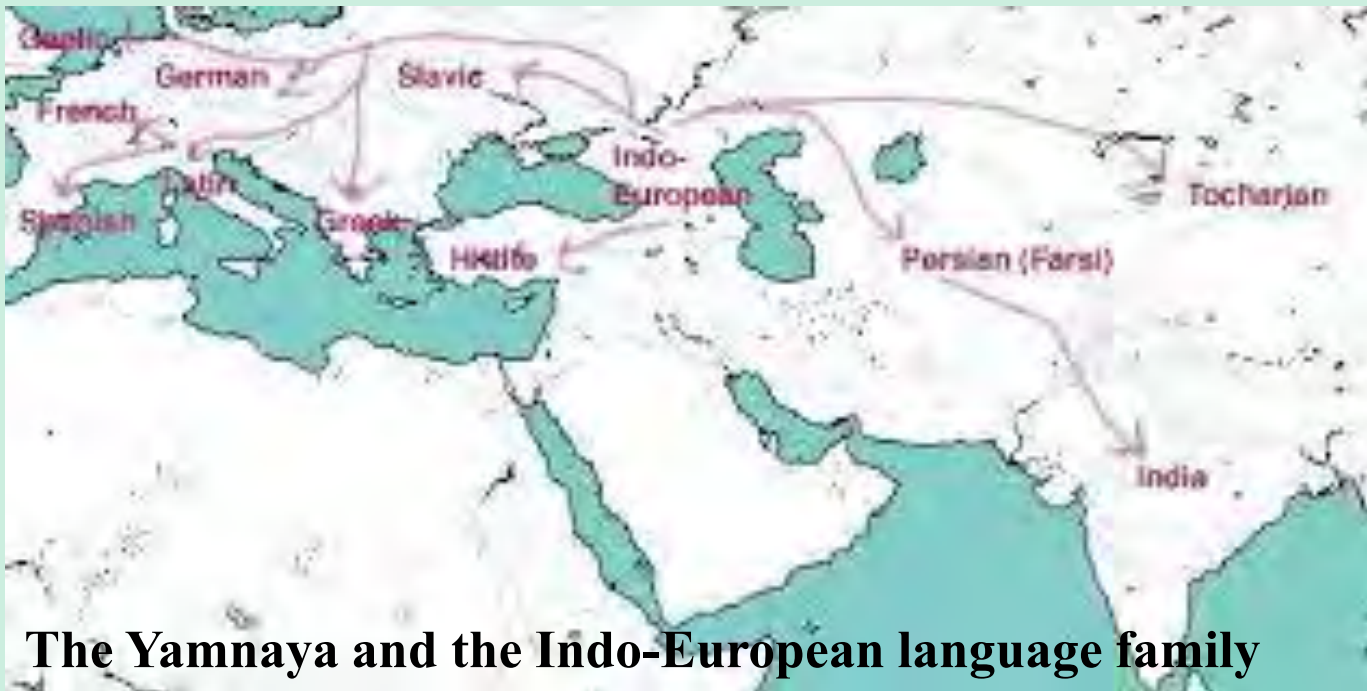 Gaelic
German
Slavic
French
Indo-
European
Latin
Tocharian
Spanish
Greek
Hittite
Persian (Farsi)
India
The Yamnaya and the Indo-European language family